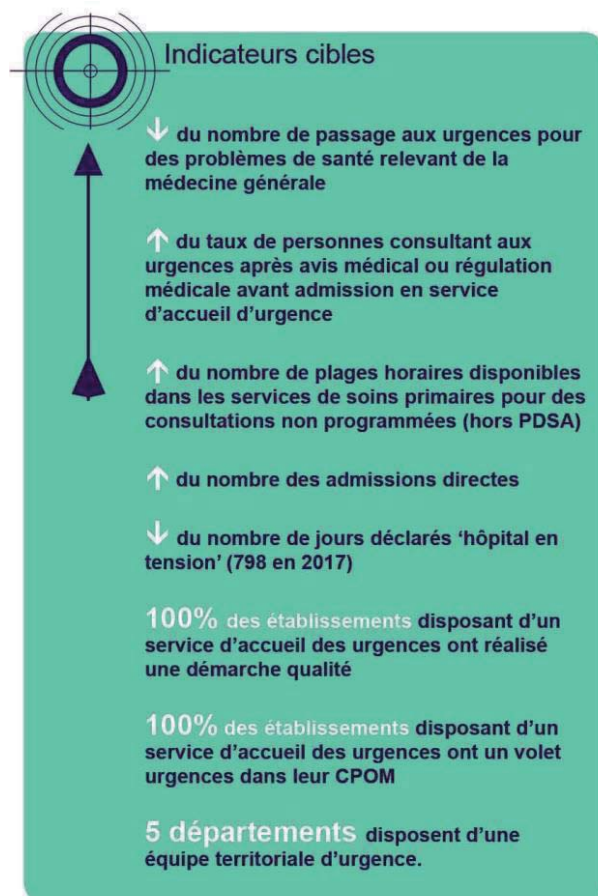 Indicateurs cibles
↓ du nombre de passage aux urgences pour
des problèmes de santé relevant de la
médecine générale
↑ du taux de personnes consultant aux
urgences après avis médical ou régulation
médicale avant admission en service
d’accueil d’urgence
↑ du nombre de plages horaires disponibles
dans les services de soins primaires pour des
consultations non programmées (hors PDSA)
↑ du nombre des admissions directes
↓ du nombre de jours déclarés ‘hôpital en
tension’ (798 en 2017)
100% des établissements disposant d’un
service d’accueil des urgences ont réalisé
une démarche qualité
100% des établissements disposant d’un
service d’accueil des urgences ont un volet
urgences dans leur CPOM
5 départements disposent d’une
équipe territoriale d’urgence.